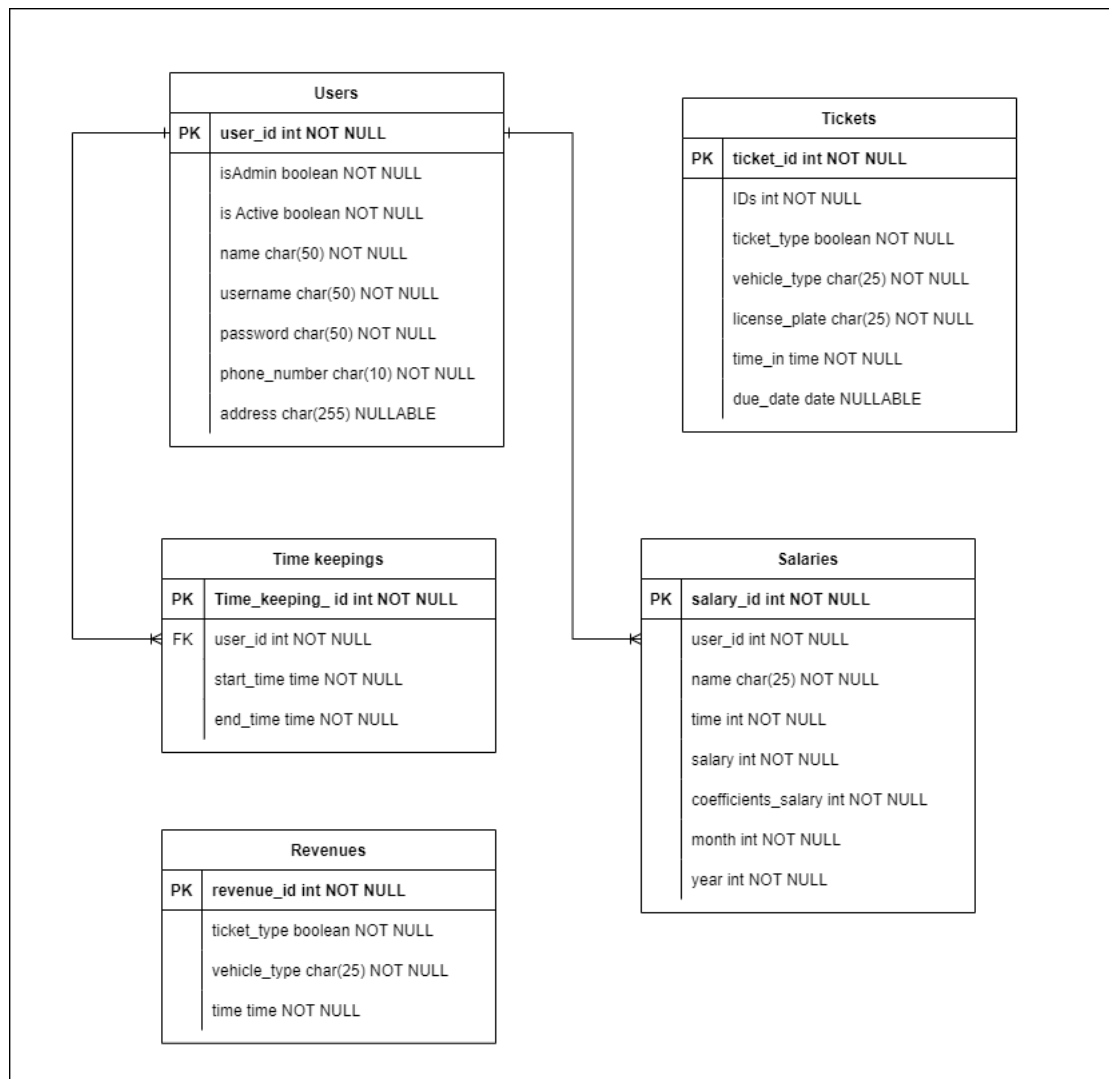 Users
PK user_id int NOT NULL
isAdmin boolean NOT NULL
is Active boolean NOT NULL
name char(50) NOT NULL
username char(50) NOT NULL
password char(50) NOT NULL
phone_number char(10) NOT NULL
address char(255) NULLABLE
Tickets
PK ticket_id int NOT NULL
IDs int NOT NULL
ticket_type boolean NOT NULL
vehicle_type char(25) NOT NULL
license_plate char(25) NOT NULL
time_in time NOT NULL
due_date date NULLABLE
Time keepings
PK Time_keeping_ id int NOT NULL
FK user_id int NOT NULL
start_time time NOT NULL
end_time time NOT NULL
Salaries
PK salary_id int NOT NULL
user_id int NOT NULL
name char(25) NOT NULL
time int NOT NULL
salary int NOT NULL
coefficients_salary int NOT NULL
month int NOT NULL
year int NOT NULL
Revenues
PK revenue_id int NOT NULL
ticket_type boolean NOT NULL
vehicle_type char(25) NOT NULL
time time NOT NULL